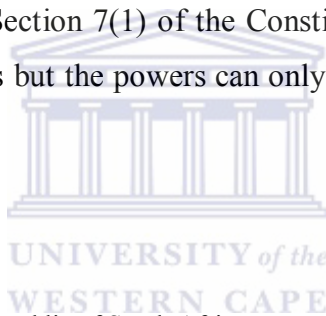 Section 7(1) of the Consti
s but the powers can only
UNIVERSITY of the
WESTERN CAPE